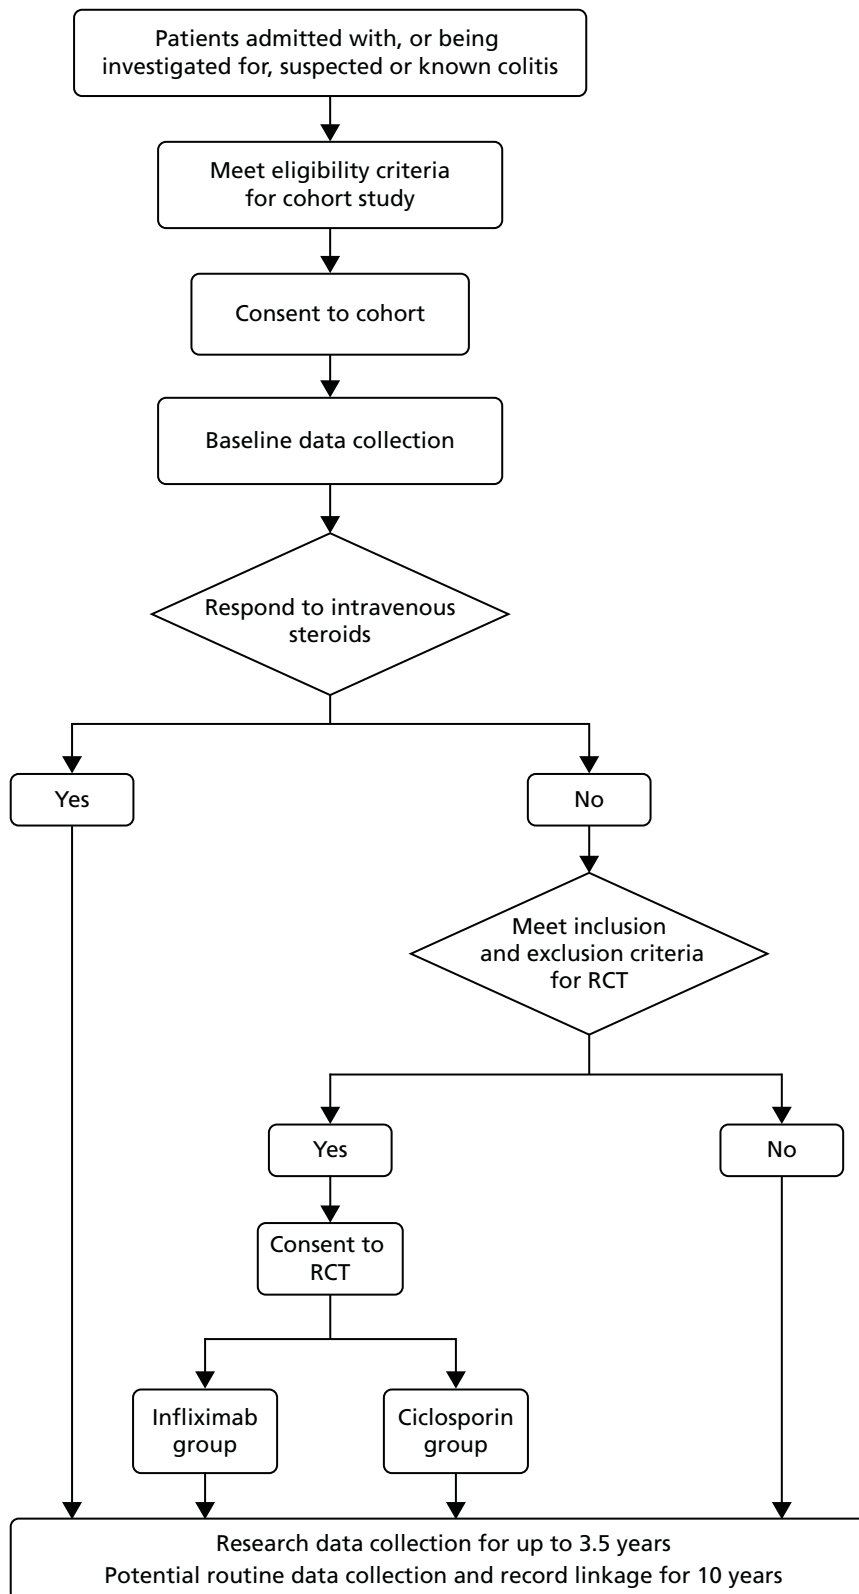 Patients admitted with, or being
investigated for, suspected or known colitis
Meet eligibility criteria
for cohort study
Consent to cohort
Baseline data collection
Respond to intravenous
steroids
Yes
No
Meet inclusion
and exclusion criteria
for RCT
Yes
No
Consent to
RCT
Infliximab
group
Ciclosporin
group
Research data collection for up to 3.5 years
Potential routine data collection and record linkage for 10 years